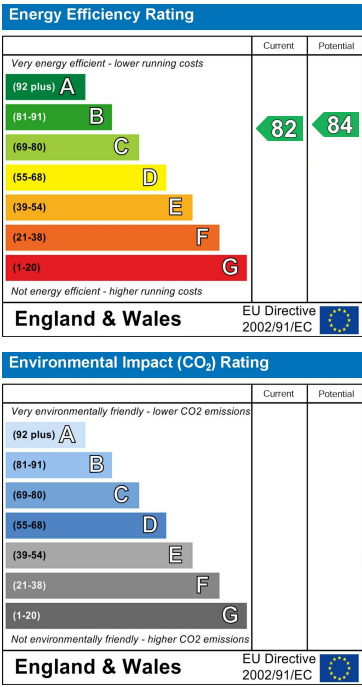 Energy Efficiency Rating
Current Potential
Very energy efficient - lower running costs
(92 plus) A
(81-91) B
82 84
(69-80) C
(55-68) D
(39-54) E
(21-38) F
(1-20) G
Not energy efficient - higher running costs
England & Wales
EU Directive
2002/91/EC
Environmental Impact (CO₂) Rating
Current Potential
Very environmentally friendly - lower CO2 emissions
(92 plus) A
(81-91) B
(69-80) C
(55-68) D
(39-54) E
(21-38) F
(1-20) G
Not environmentally friendly - higher CO2 emissions
England & Wales
EU Directive
2002/91/EC